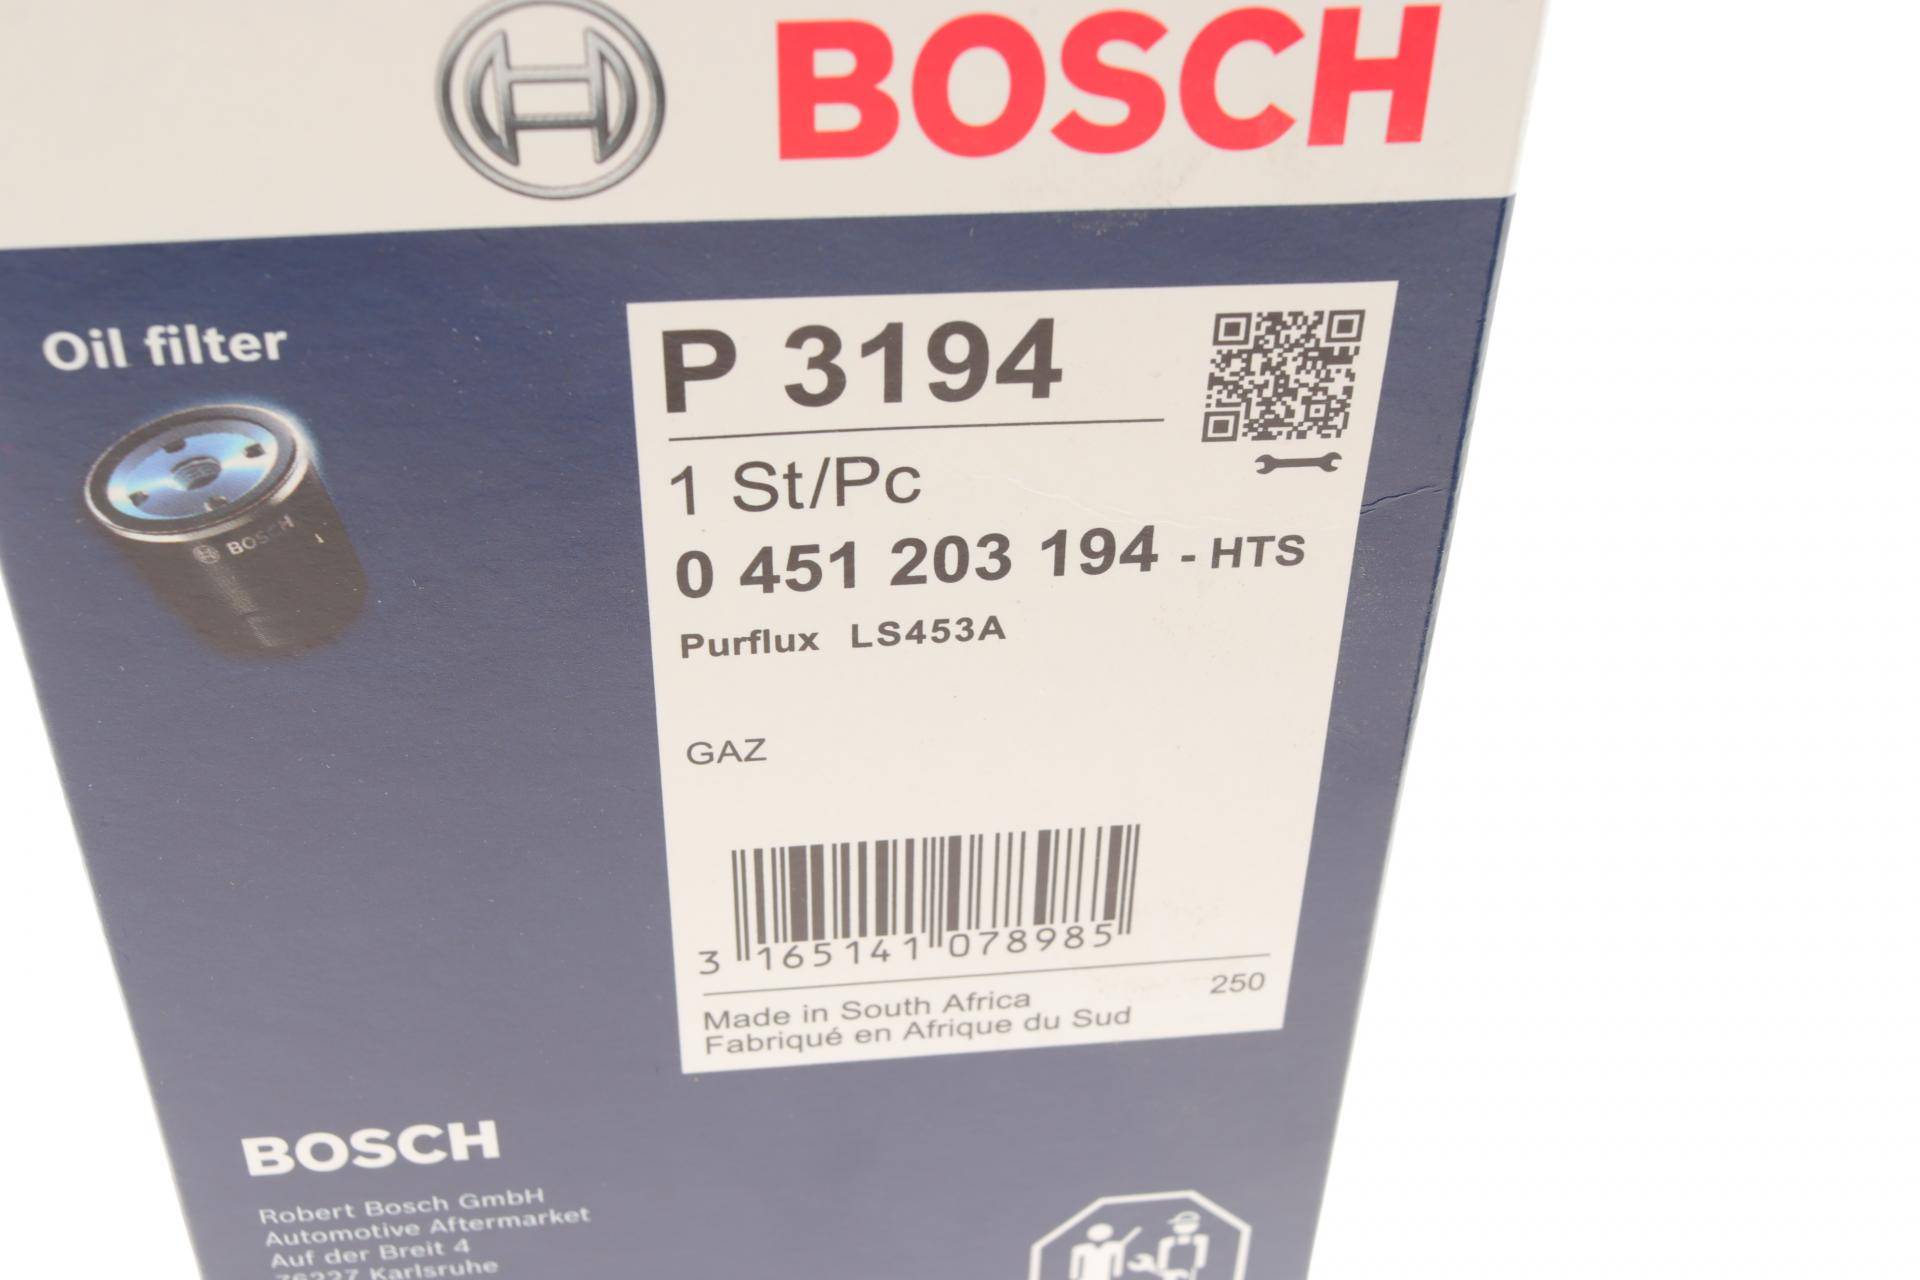 BOSCH
Oil filter
BOSCH
P 3194
1 St/Pc
0 451 203 194 - HTS
Purflux LS453A
GAZ
3 165141 078985
250
Made in South Africa
Fabriqué en Afrique du Sud
BOSCH
Robert Bosch GmbH
Automotive Aftermarket
Auf der Breit 4
76227 Karlsruhe